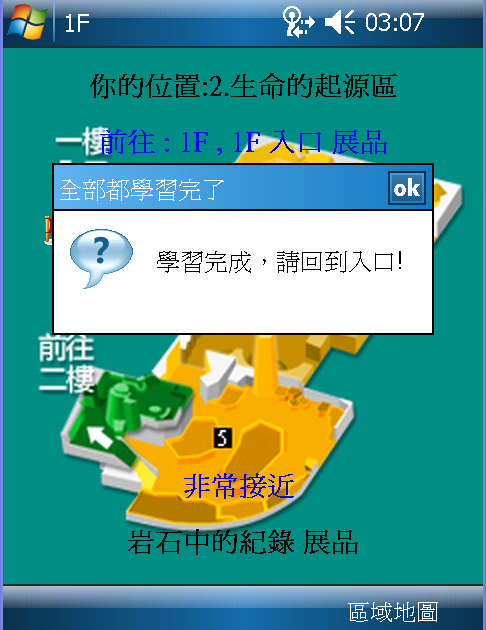 1F 03:07
你的位置:2.生命的起源區
一樓
前往 : 1F , 1F 入口 展品
全部都學習完了 ok
學習完成，請回到入口!
前往
二樓
5
非常接近
岩石中的紀錄 展品
區域地圖